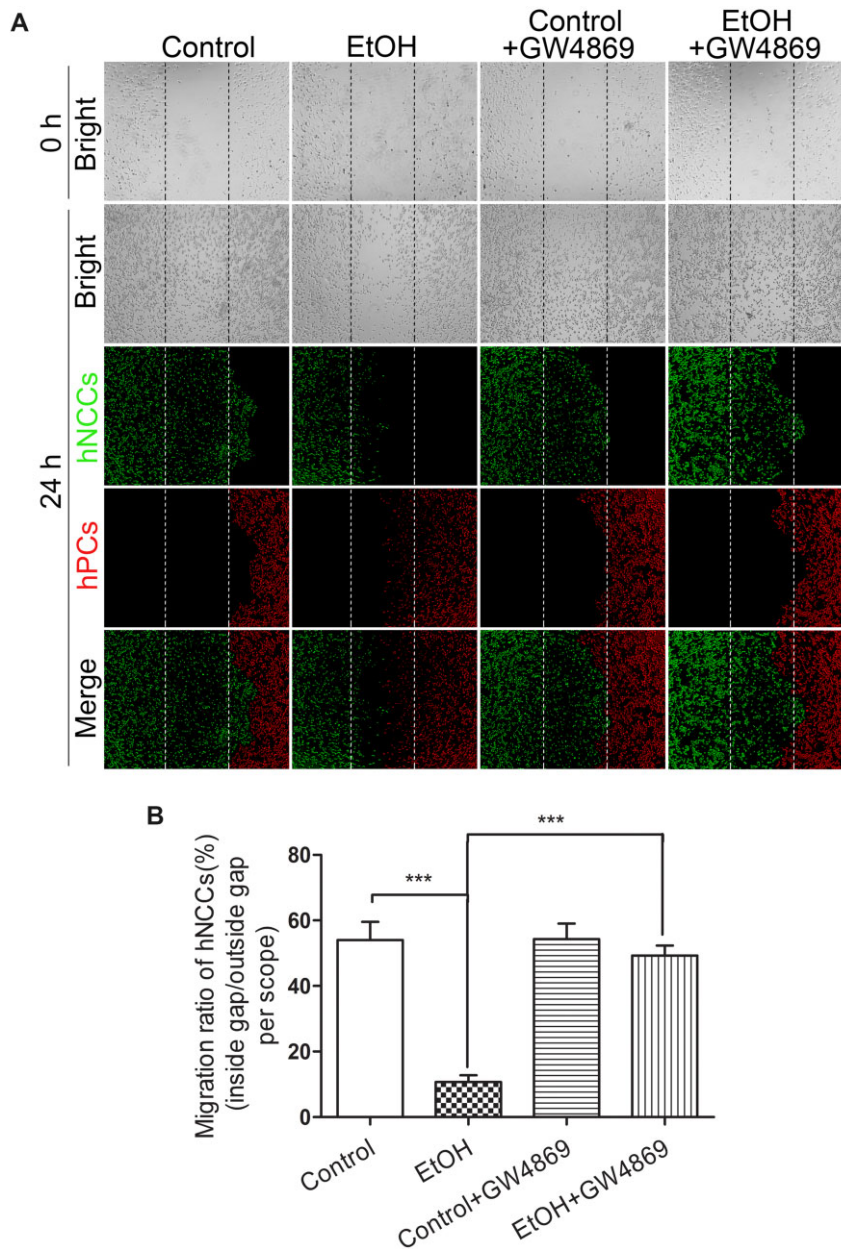 A
Control
EtOH
Control
+GW4869
EtOH
+GW4869
0 h
Bright
24 h
Bright
hNCCs
hPCs
Merge
B
Migration ratio of hNCCs(%)
(inside gap/outside gap
per scope)
80
60
40
20
0
***
***
Control
EtOH
Control+GW4869
EtOH+GW4869